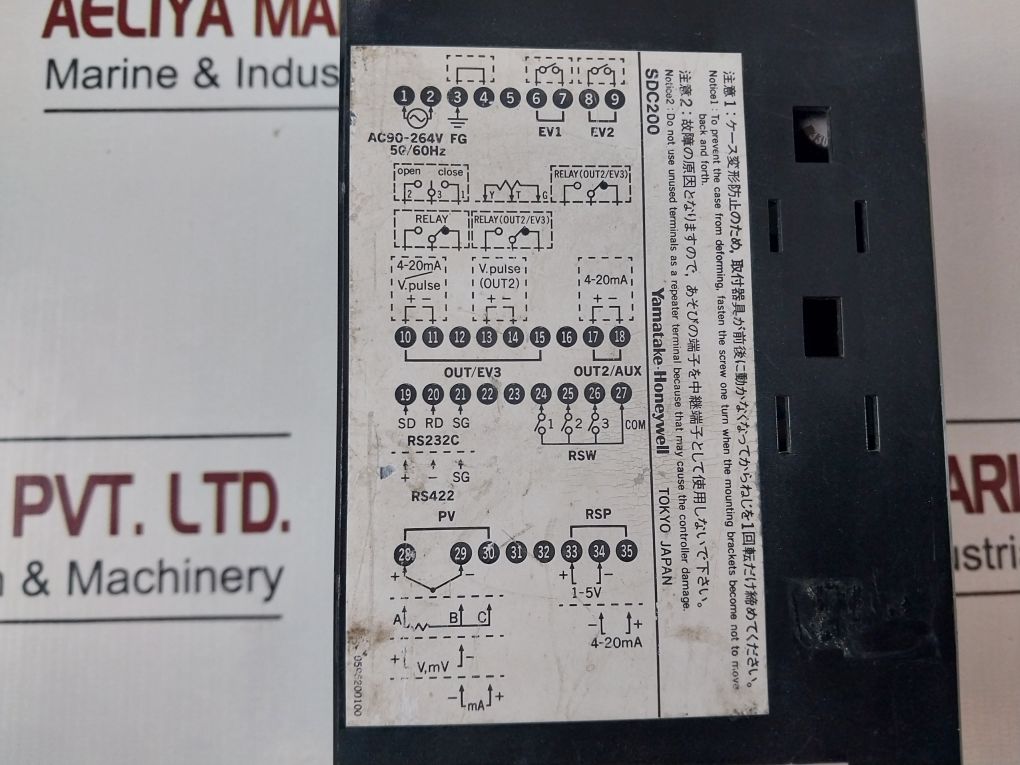 AELIYA MA
Marine & Indus
PVT. LTD.
n & Machinery
ARI
ustria
1 2 3 4 5 6 7 8 9
AC90-264V FG
50/60Hz
EV1 EV2
open close
2 3 1
Y T G
RELAY(OUT2/EV3)
RELAY
RELAY(OUT2/EV3)
4-20mA
V.pulse
+ −
V.pulse
(OUT2)
+ −
4-20mA
+ −
10 11 12 13 14 15 16 17 18
OUT/EV3 OUT2/AUX
19 20 21 22 23 24 25 26 27
SD RD SG
RS232C
1 2 3 COM
RSW
+ − + −
+ − SG
RS422
PV RSP
28 29 30 31 32 33 34 35
+ −
+ −
1-5V
A B C
− +
4-20mA
+ V,mV −
− mA +
SDC200
Yamatake-Honeywell
TOKYO JAPAN
注意1:ケース変形防止のため,取付器具が前後に動かなくなってからねじを1回転だけ締めてください。
Notice1: To prevent the case from deforming, fasten the screw one turn when the mounting brackets become not to move
back and forth.
注意2:故障の原因となりますので,あそびの端子を中継端子として使用しないで下さい。
Notice2: Do not use unused terminals as a repeater terminal because that may cause the controller damage.